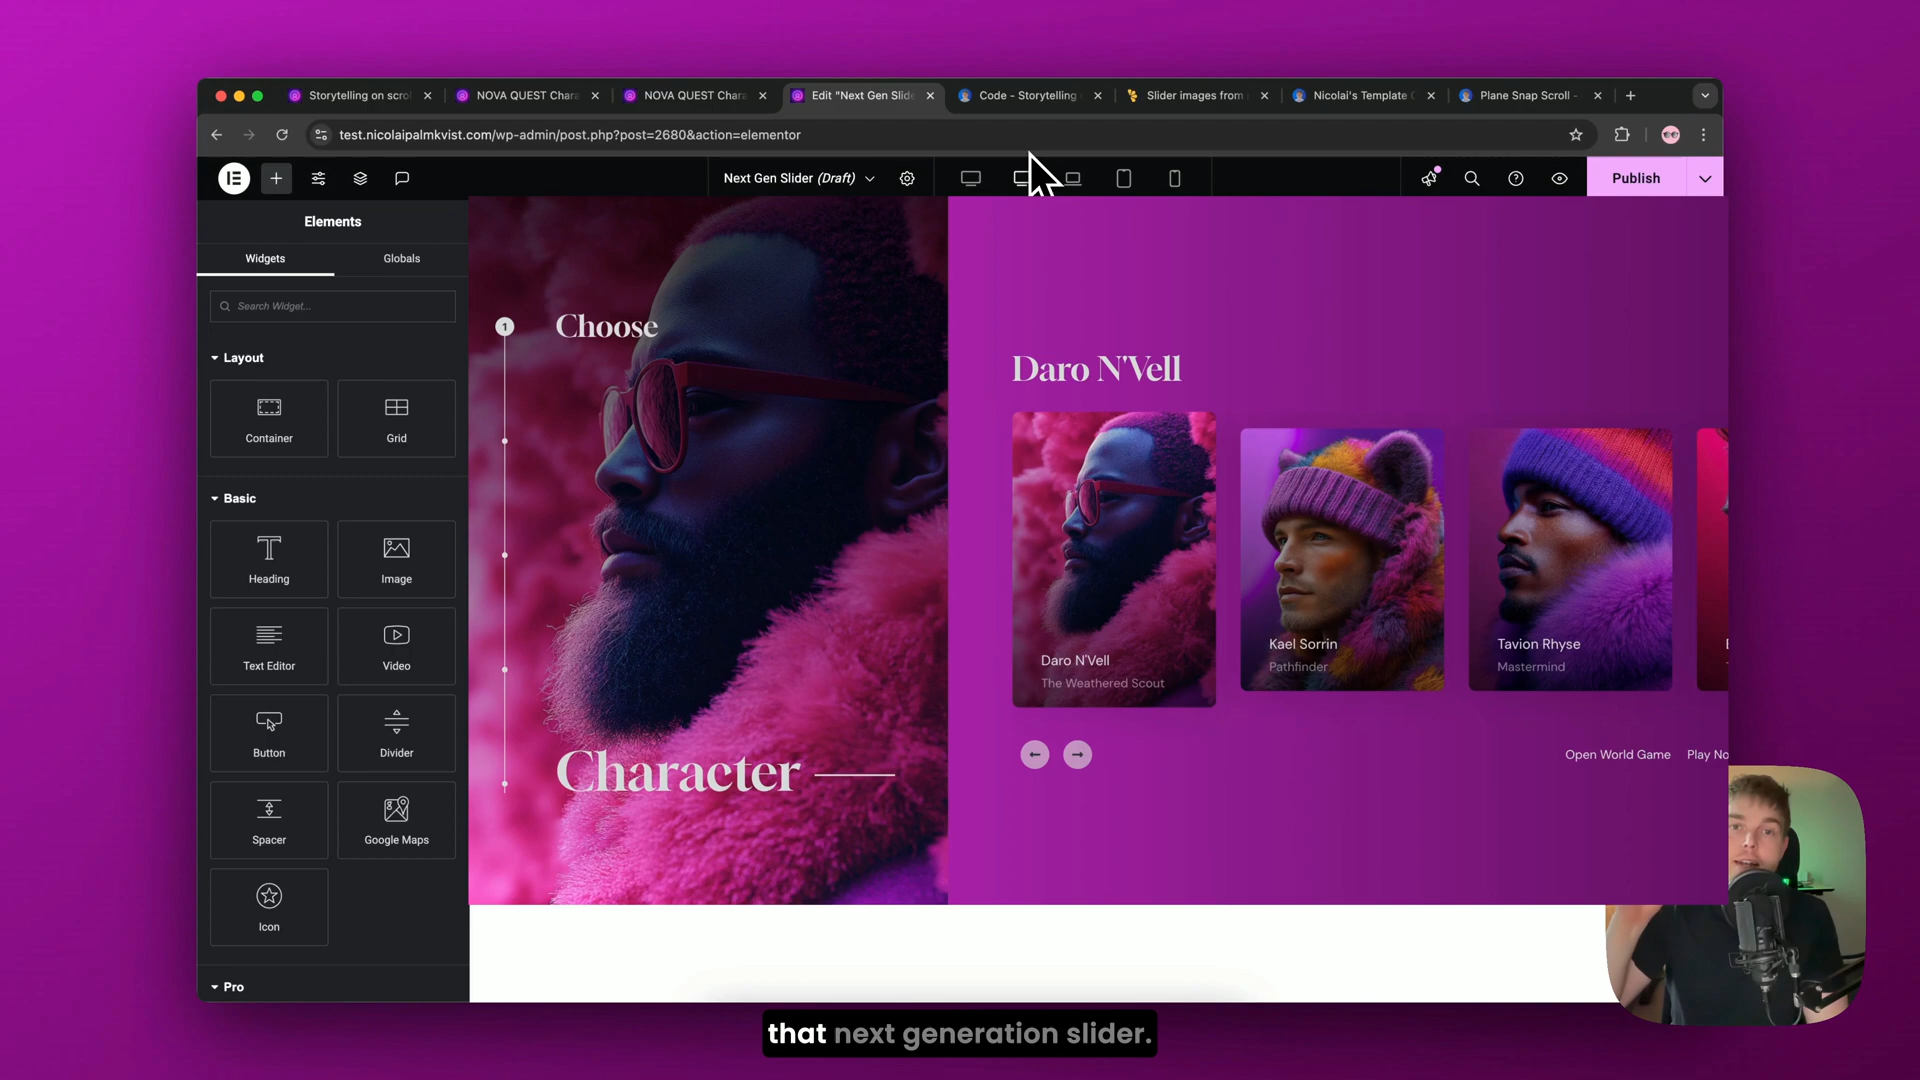 Storytelling on scro
NOVA QUEST Chara
NOVA QUEST Chara
Edit "Next Gen Slide
Code - Storytelling
Slider images from
Nicolai's Template
Plane Snap Scroll -
test.nicolaipalmkvist.com/wp-admin/post.php?post=2680&action=elementor
Next Gen Slider (Draft)
Publish
Elements
Widgets
Globals
Search Widget...
Layout
Container
Grid
Basic
Heading
Image
Text Editor
Video
Button
Divider
Spacer
Google Maps
Icon
Pro
1
Choose
Character
Daro N'Vell
Daro N'Vell
The Weathered Scout
Kael Sorrin
Pathfinder
Tavion Rhyse
Mastermind
Open World Game
Play No
that next generation slider.